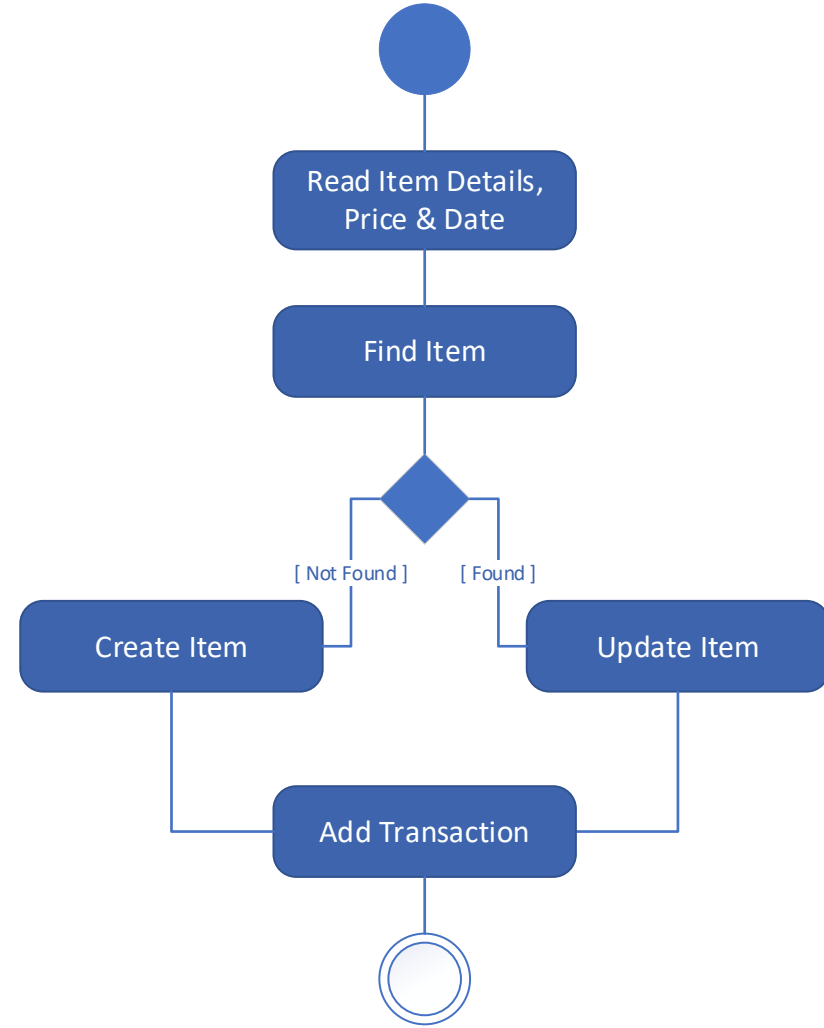 Read Item Details,
Price & Date
Find Item
[ Not Found ]
[ Found ]
Create Item
Update Item
Add Transaction